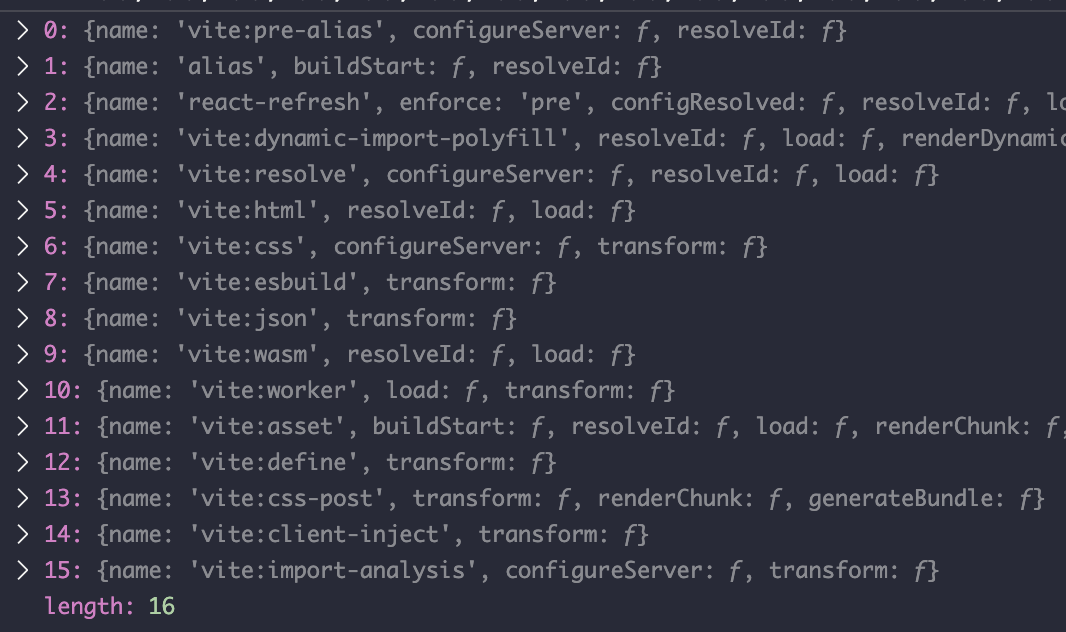 > 0: {name: 'vite:pre-alias', configureServer: ƒ, resolveId: ƒ}
> 1: {name: 'alias', buildStart: ƒ, resolveId: ƒ}
> 2: {name: 'react-refresh', enforce: 'pre', configResolved: ƒ, resolveId: ƒ, lo
> 3: {name: 'vite:dynamic-import-polyfill', resolveId: ƒ, load: ƒ, renderDynamic
> 4: {name: 'vite:resolve', configureServer: ƒ, resolveId: ƒ, load: ƒ}
> 5: {name: 'vite:html', resolveId: ƒ, load: ƒ}
> 6: {name: 'vite:css', configureServer: ƒ, transform: ƒ}
> 7: {name: 'vite:esbuild', transform: ƒ}
> 8: {name: 'vite:json', transform: ƒ}
> 9: {name: 'vite:wasm', resolveId: ƒ, load: ƒ}
> 10: {name: 'vite:worker', load: ƒ, transform: ƒ}
> 11: {name: 'vite:asset', buildStart: ƒ, resolveId: ƒ, load: ƒ, renderChunk: ƒ,
> 12: {name: 'vite:define', transform: ƒ}
> 13: {name: 'vite:css-post', transform: ƒ, renderChunk: ƒ, generateBundle: ƒ}
> 14: {name: 'vite:client-inject', transform: ƒ}
> 15: {name: 'vite:import-analysis', configureServer: ƒ, transform: ƒ}
length: 16